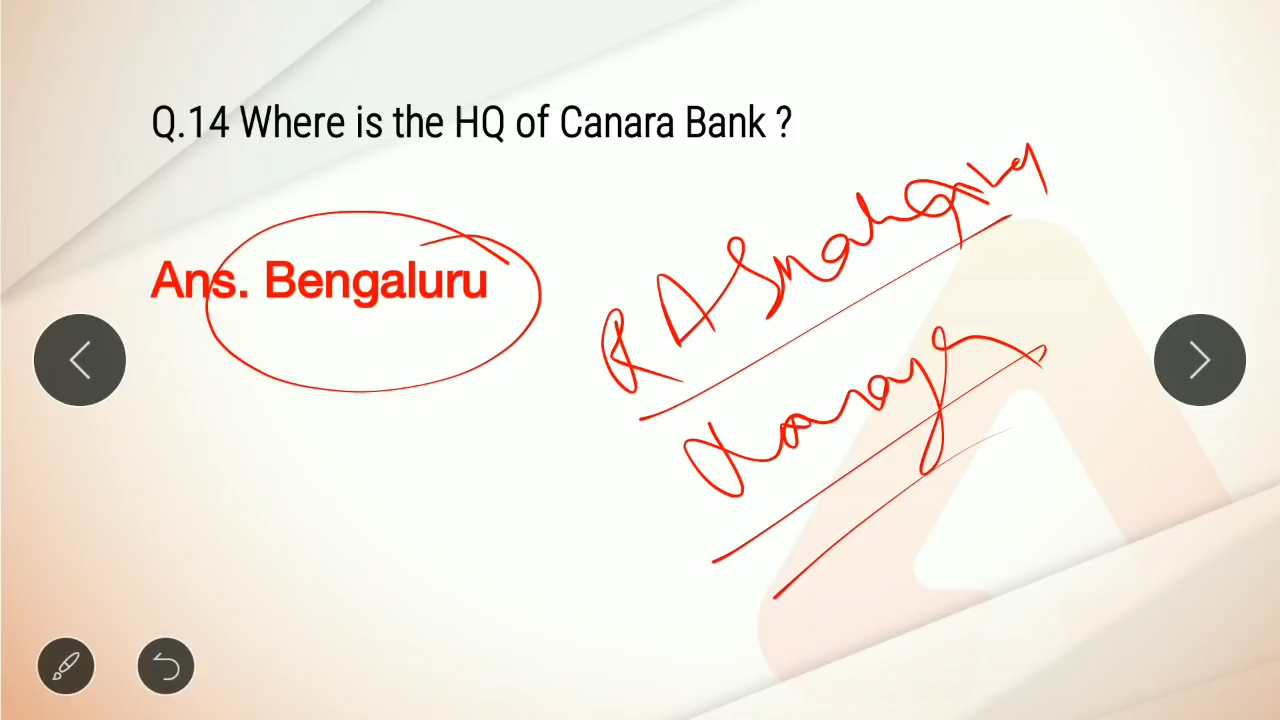 Q.14 Where is the HQ of Canara Bank ?
Ans. Bengaluru